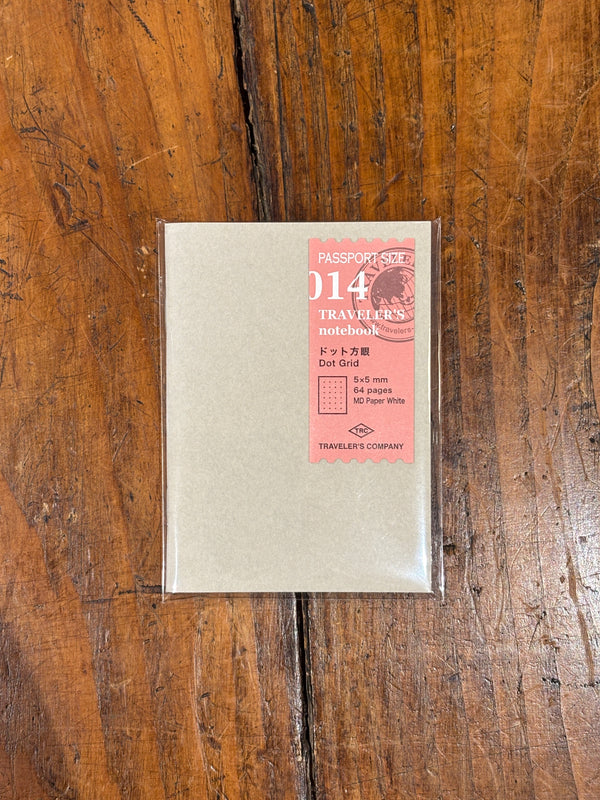 PASSPORT SIZE
014
TRAVELER'S
notebook
ドット方眼
Dot Grid
5×5 mm
64 pages
MD Paper White
TRC
TRAVELER'S COMPANY